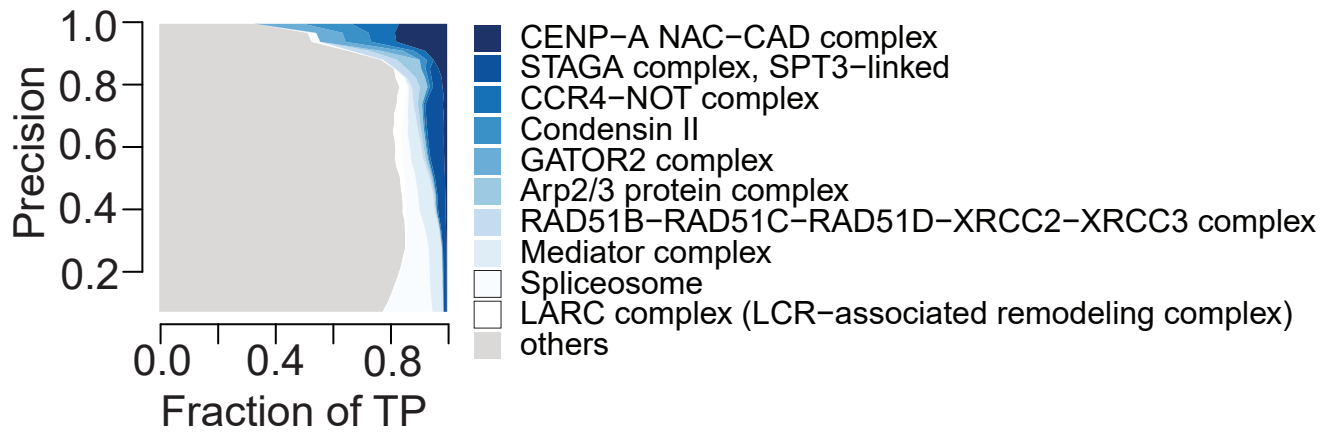 Precision
1.0
0.8
0.6
0.4
0.2
0.0 0.4 0.8
Fraction of TP
CENP−A NAC−CAD complex
STAGA complex, SPT3−linked
CCR4−NOT complex
Condensin II
GATOR2 complex
Arp2/3 protein complex
RAD51B−RAD51C−RAD51D−XRCC2−XRCC3 complex
Mediator complex
Spliceosome
LARC complex (LCR−associated remodeling complex)
others